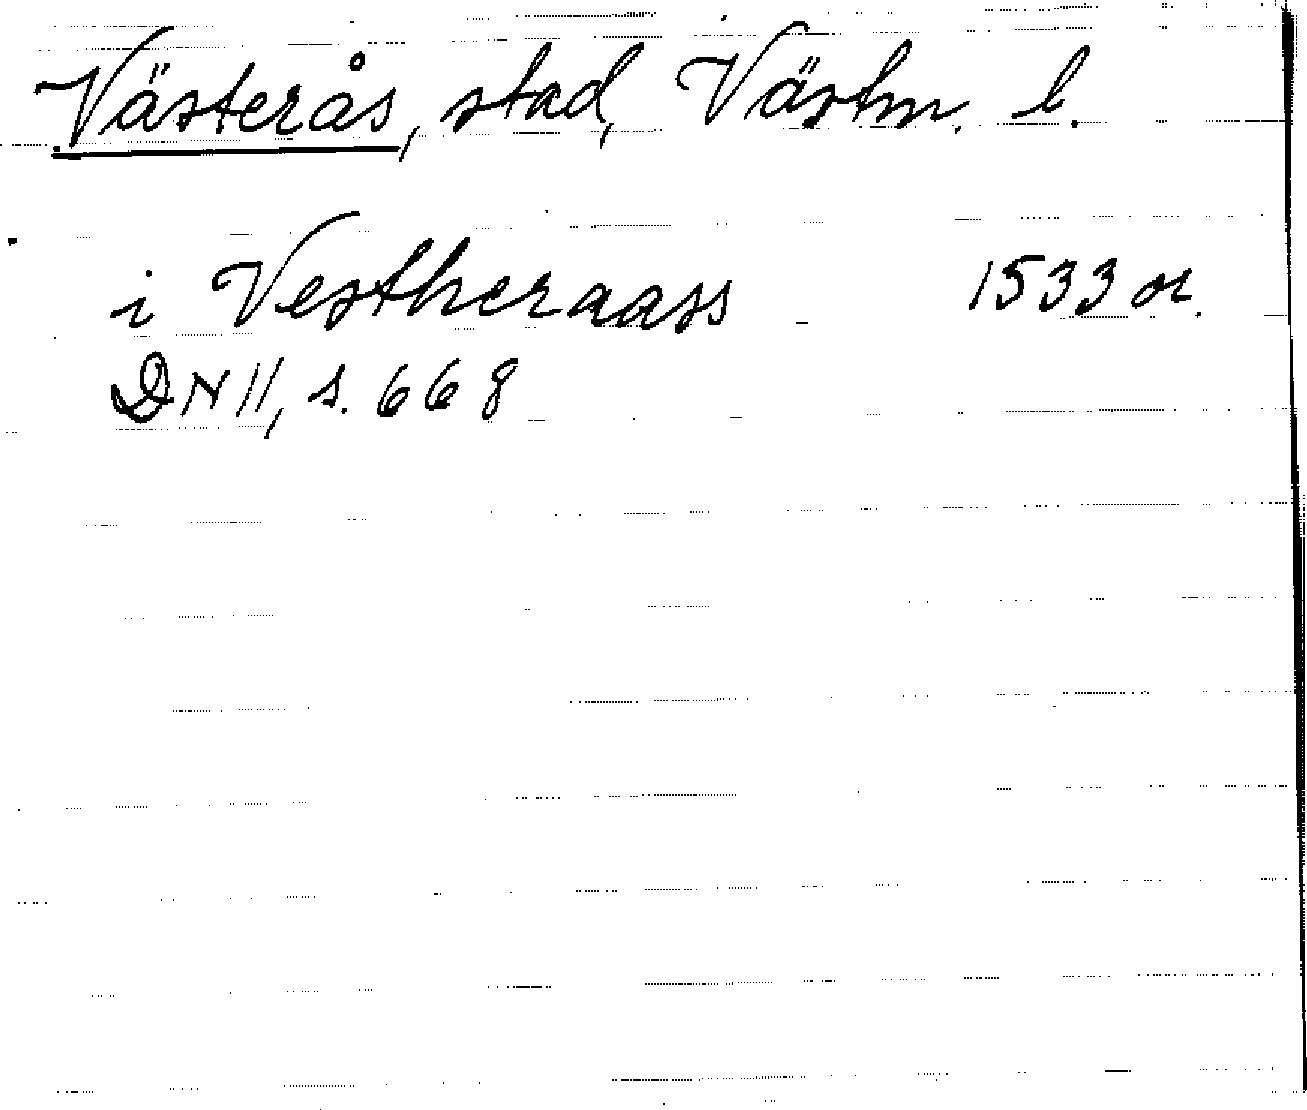 Västerås, stad, Västm. l.
i Vestheraass 1533 or.
DN 11, s. 668